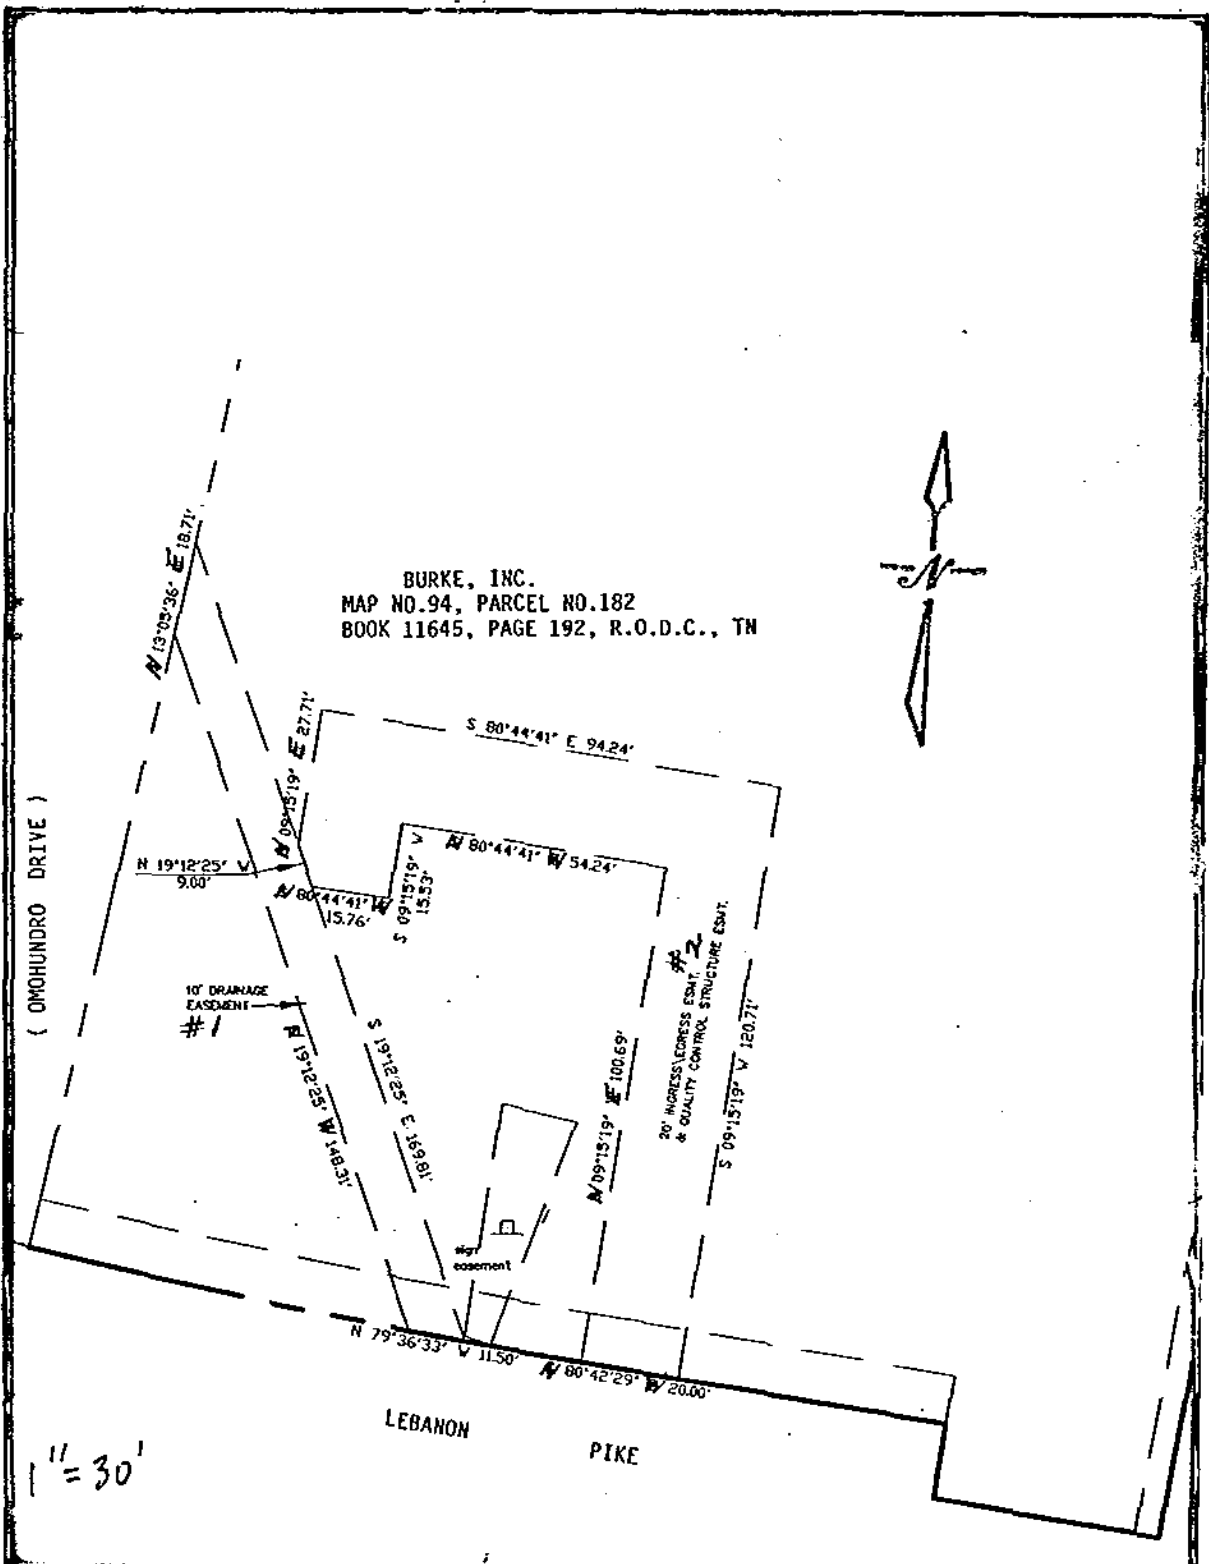 N 13°05'36" E 18.71'
BURKE, INC.
MAP NO.94, PARCEL NO.182
BOOK 11645, PAGE 192, R.O.D.C., TN
N
N 09°15'19" E 27.71'
S 80°44'41" E 94.24'
( OMOHUNDRO DRIVE )
N 19°12'25" W
9.00'
N 80°44'41" W
15.76'
S 09°15'19" W
15.53'
N 80°44'41" W 54.24'
10' DRAINAGE
EASEMENT
#1
N 19°12'25" W 148.31'
S 19°12'25" E 169.81'
N 09°15'19" E 100.69'
#2
20' INGRESS\EGRESS ESMT.
& QUALITY CONTROL STRUCTURE ESMT.
S 09°15'19" W 120.71'
sign
easement
N 79°36'33" W 11.50'
N 80°42'29" W 20.00'
LEBANON PIKE
1"=30'